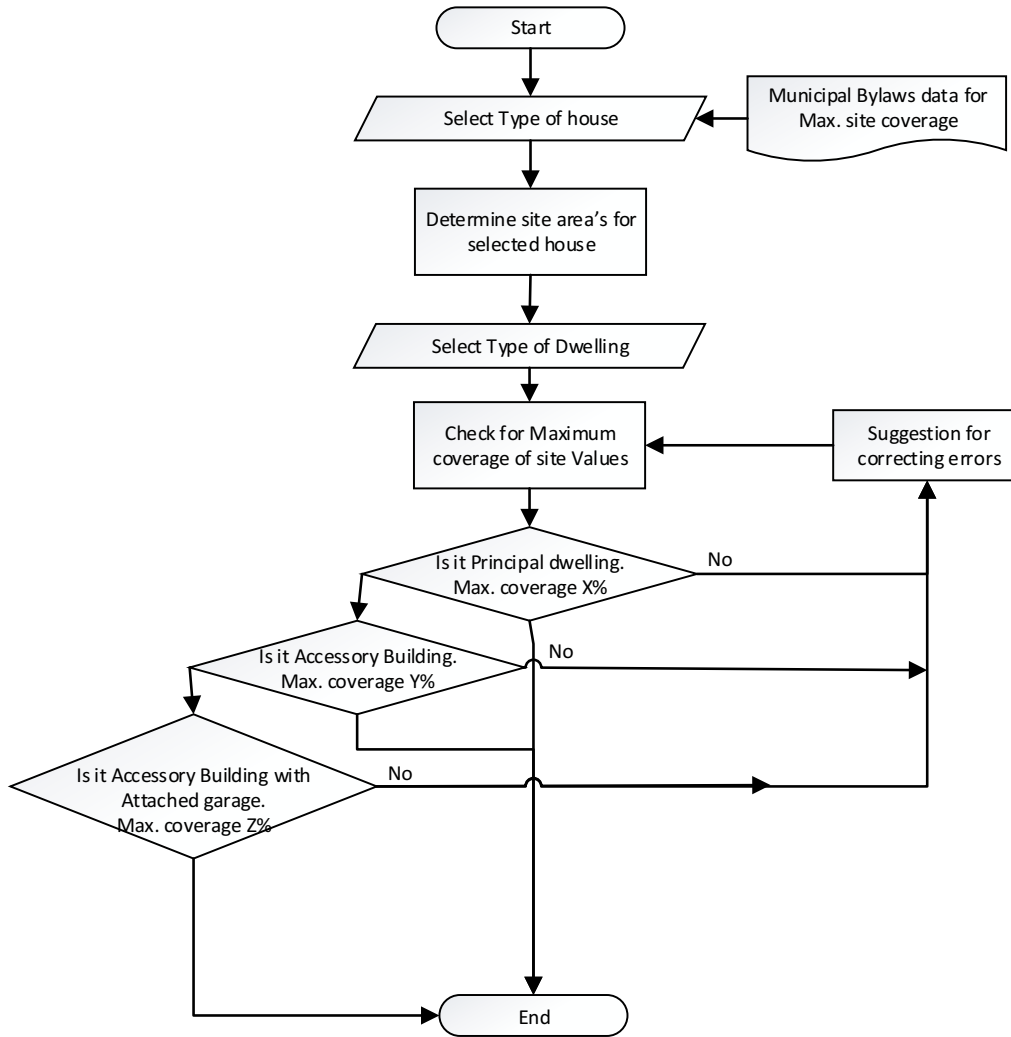 Start
Select Type of house
Municipal Bylaws data for
Max. site coverage
Determine site area's for
selected house
Select Type of Dwelling
Check for Maximum
coverage of site Values
Suggestion for
correcting errors
Is it Principal dwelling.
Max. coverage X%
No
Is it Accessory Building.
Max. coverage Y%
No
Is it Accessory Building with
Attached garage.
Max. coverage Z%
No
End